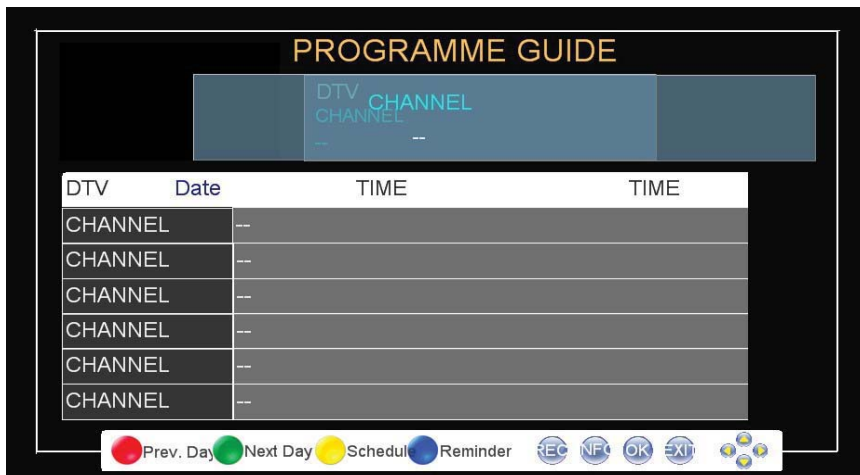 PROGRAMME GUIDE
DTV CHANNEL
CHANNEL
-- --
DTV Date TIME TIME
CHANNEL --
CHANNEL --
CHANNEL --
CHANNEL --
CHANNEL --
CHANNEL --
Prev. Day Next Day Schedule Reminder REC INFO OK EXIT